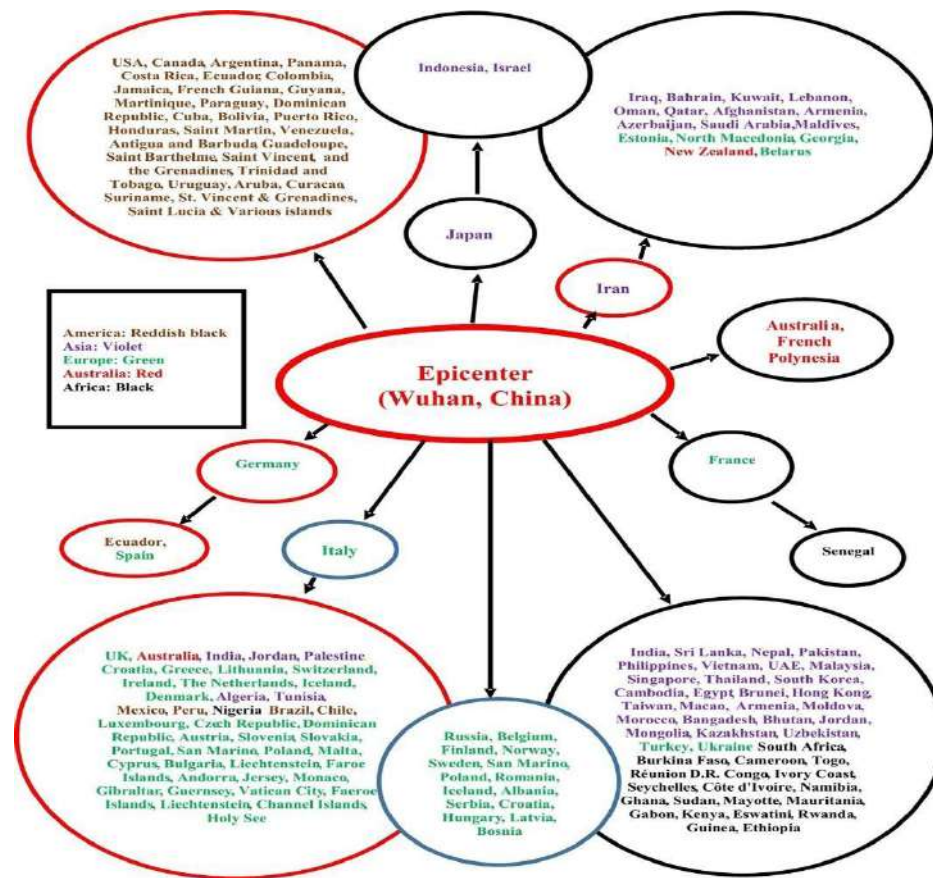 USA, Canada, Argentina, Panama,
Costa Rica, Ecuador, Colombia,
Jamaica, French Guiana, Guyana,
Martinique, Paraguay, Dominican
Republic, Cuba, Bolivia, Puerto Rico,
Honduras, Saint Martin, Venezuela,
Antigua and Barbuda, Guadeloupe,
Saint Barthelme, Saint Vincent, and
the Grenadines, Trinidad and
Tobago, Uruguay, Aruba, Curacao,
Suriname, St. Vincent & Grenadines,
Saint Lucia & Various islands
Indonesia, Israel
Iraq, Bahrain, Kuwait, Lebanon,
Oman, Qatar, Afghanistan, Armenia,
Azerbaijan, Saudi Arabia,Maldives,
Estonia, North Macedonia, Georgia,
New Zealand, Belarus
Japan
Iran
America: Reddish black
Asia: Violet
Europe: Green
Australia: Red
Africa: Black
Australia,
French
Polynesia
Epicenter
(Wuhan, China)
Germany
France
Ecuador,
Spain
Italy
Senegal
UK, Australia, India, Jordan, Palestine
Croatia, Greece, Lithuania, Switzerland,
Ireland, The Netherlands, Iceland,
Denmark, Algeria, Tunisia,
Mexico, Peru, Nigeria Brazil, Chile,
Luxembourg, Czech Republic, Dominican
Republic, Austria, Slovenia, Slovakia,
Portugal, San Marino, Poland, Malta,
Cyprus, Bulgaria, Liechtenstein, Faroe
Islands, Andorra, Jersey, Monaco,
Gibraltar, Guernsey, Vatican City, Faeroe
Islands, Liechtenstein, Channel Islands,
Holy See
Russia, Belgium,
Finland, Norway,
Sweden, San Marino,
Poland, Romania,
Iceland, Albania,
Serbia, Croatia,
Hungary, Latvia,
Bosnia
India, Sri Lanka, Nepal, Pakistan,
Philippines, Vietnam, UAE, Malaysia,
Singapore, Thailand, South Korea,
Cambodia, Egypt, Brunei, Hong Kong,
Taiwan, Macao, Armenia, Moldova,
Morocco, Bangadesh, Bhutan, Jordan,
Mongolia, Kazakhstan, Uzbekistan,
Turkey, Ukraine South Africa,
Burkina Faso, Cameroon, Togo,
Réunion D.R. Congo, Ivory Coast,
Seychelles, Côte d'Ivoire, Namibia,
Ghana, Sudan, Mayotte, Mauritania,
Gabon, Kenya, Eswatini, Rwanda,
Guinea, Ethiopia